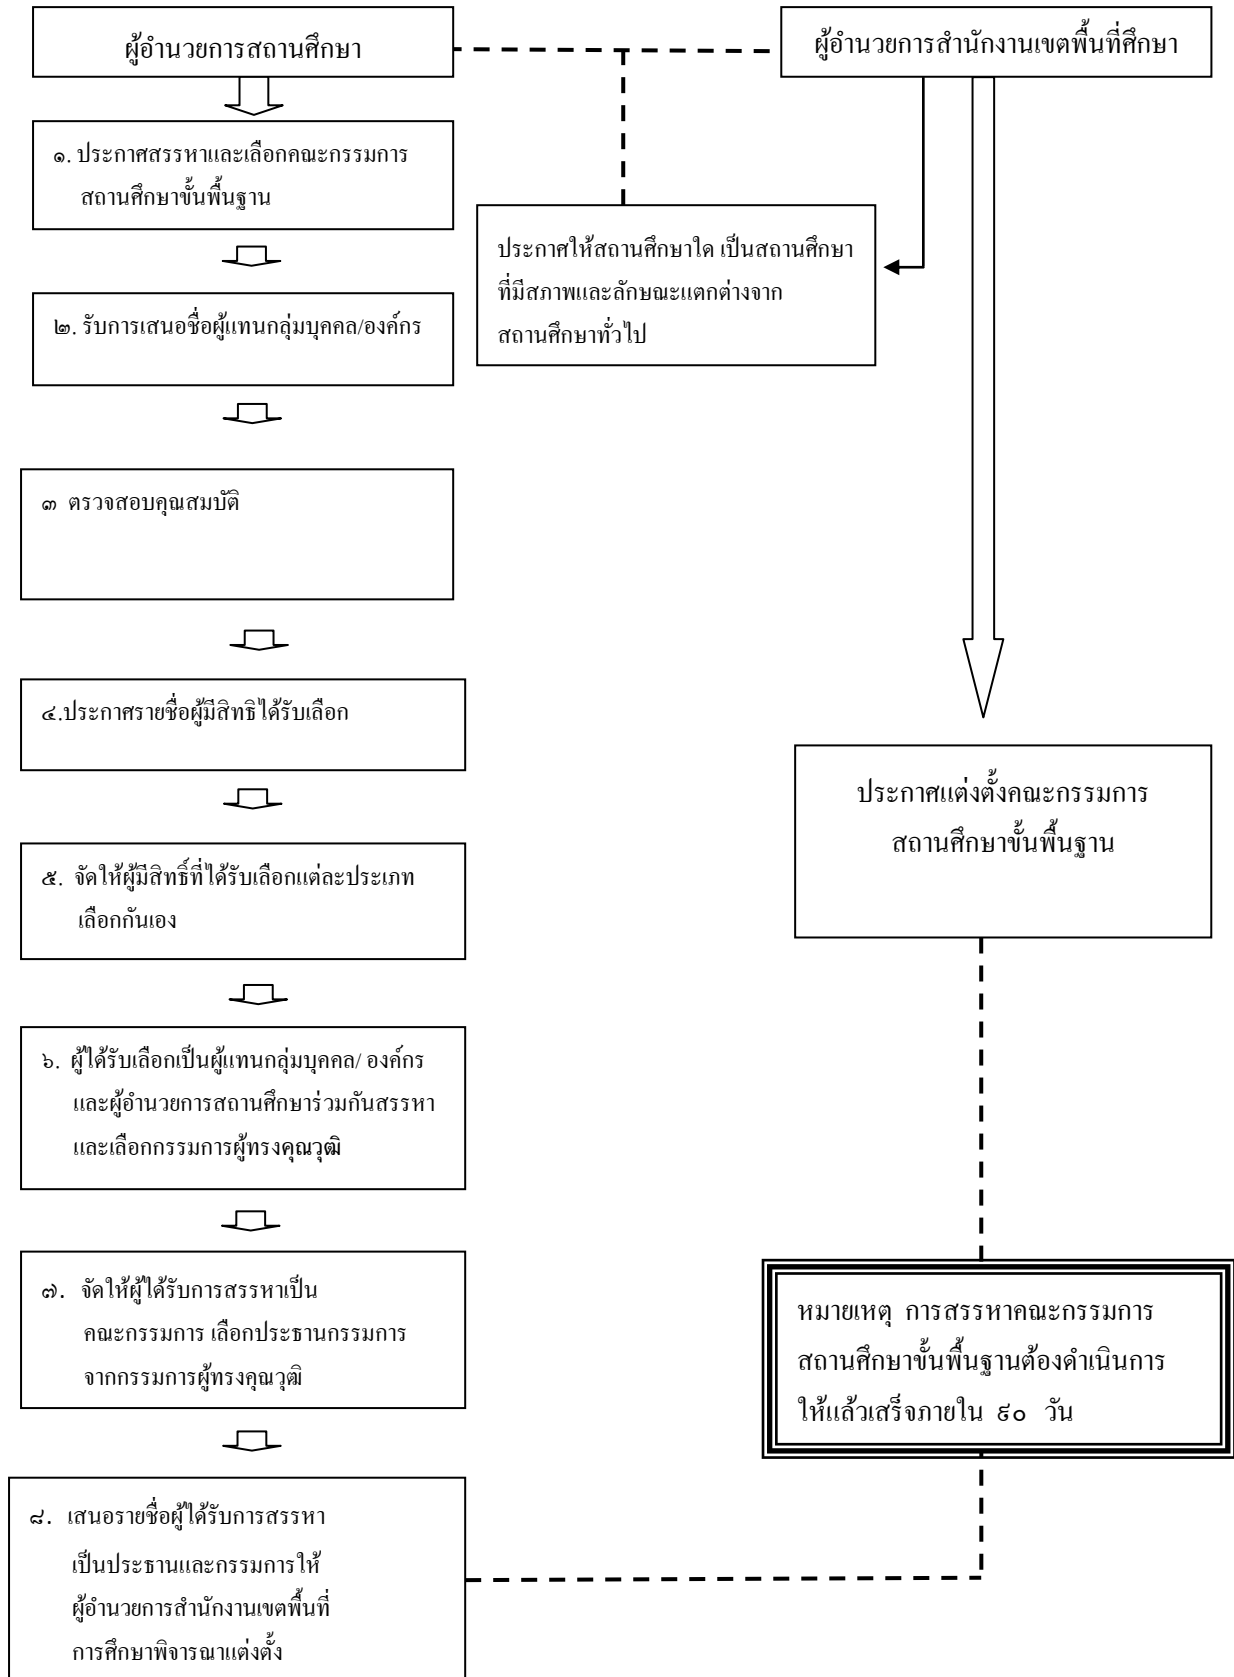 ผู้อำนวยการสถานศึกษา
ผู้อำนวยการสำนักงานเขตพื้นที่ศึกษา
๑. ประกาศสรรหาและเลือกคณะกรรมการ
สถานศึกษาขั้นพื้นฐาน
ประกาศให้สถานศึกษาใด เป็นสถานศึกษา
ที่มีสภาพและลักษณะแตกต่างจาก
สถานศึกษาทั่วไป
๒. รับการเสนอชื่อผู้แทนกลุ่มบุคคล/องค์กร
๓ ตรวจสอบคุณสมบัติ
๔.ประกาศรายชื่อผู้มีสิทธิได้รับเลือก
ประกาศแต่งตั้งคณะกรรมการ
สถานศึกษาขั้นพื้นฐาน
๕. จัดให้ผู้มีสิทธิ์ที่ได้รับเลือกแต่ละประเภท
เลือกกันเอง
๖. ผู้ได้รับเลือกเป็นผู้แทนกลุ่มบุคคล/ องค์กร
และผู้อำนวยการสถานศึกษาร่วมกันสรรหา
และเลือกกรรมการผู้ทรงคุณวุฒิ
๗. จัดให้ผู้ได้รับการสรรหาเป็น
คณะกรรมการ เลือกประธานกรรมการ
จากกรรมการผู้ทรงคุณวุฒิ
หมายเหตุ การสรรหาคณะกรรมการ
สถานศึกษาขั้นพื้นฐานต้องดำเนินการ
ให้แล้วเสร็จภายใน ๙๐ วัน
๘. เสนอรายชื่อผู้ได้รับการสรรหา
เป็นประธานและกรรมการให้
ผู้อำนวยการสำนักงานเขตพื้นที่
การศึกษาพิจารณาแต่งตั้ง